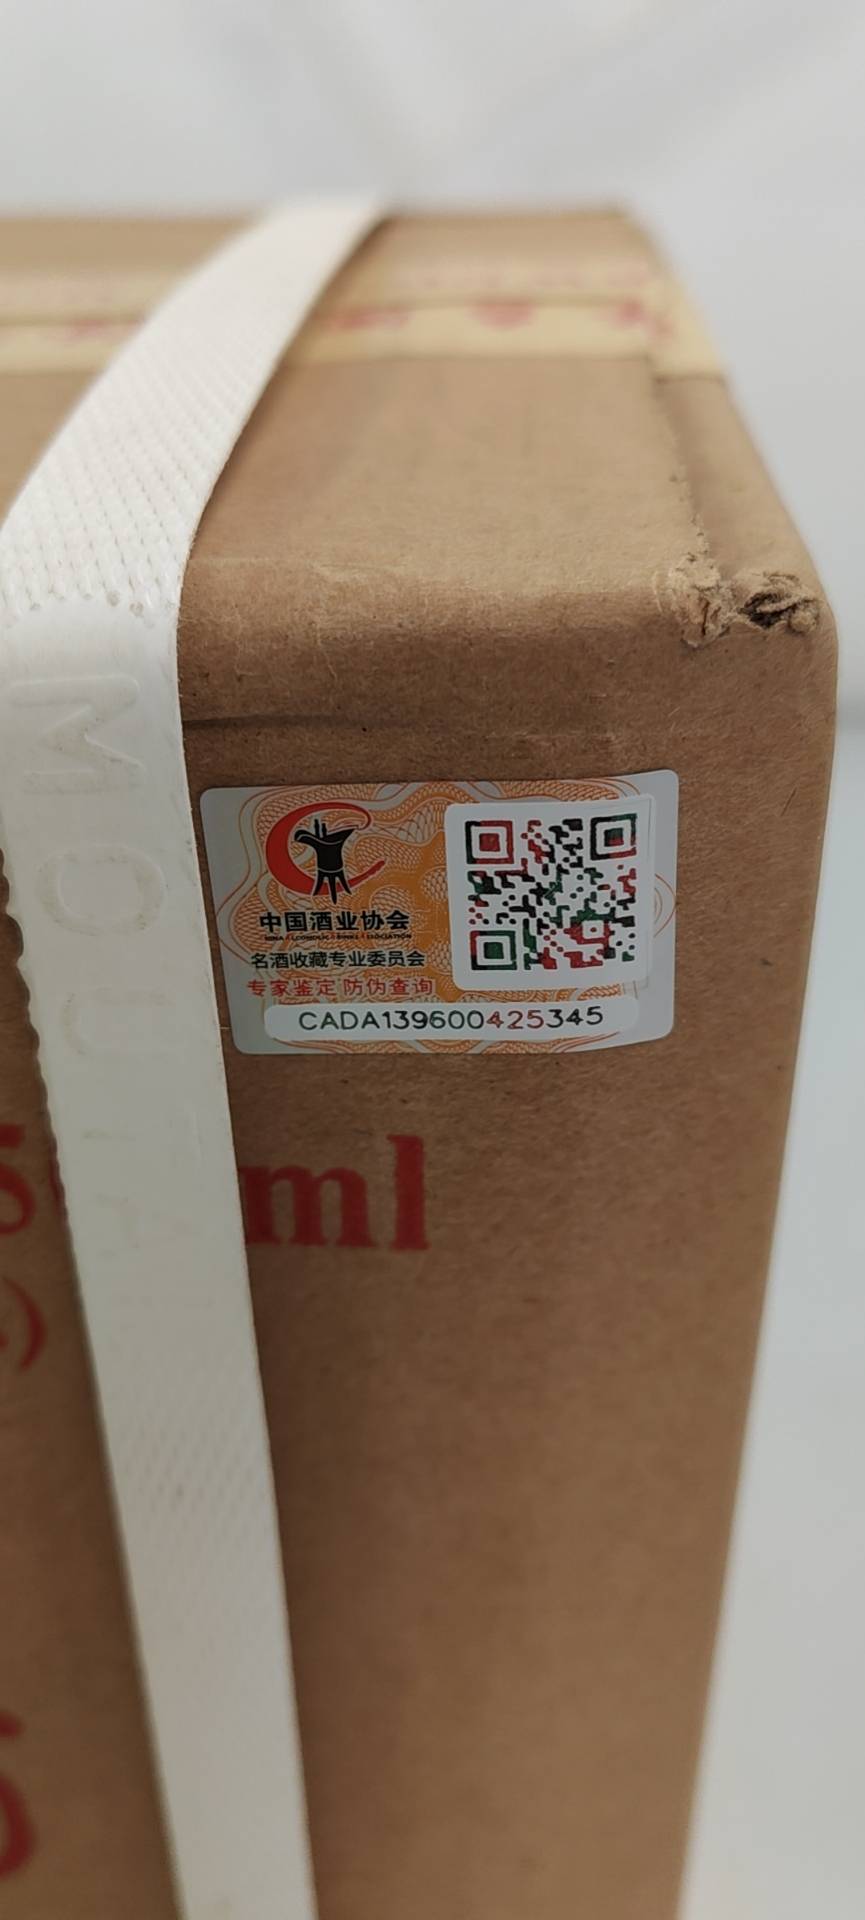 MOUTA
中国酒业协会
名酒收藏专业委员会
专家鉴定 防伪查询
CADA139600425345
ml